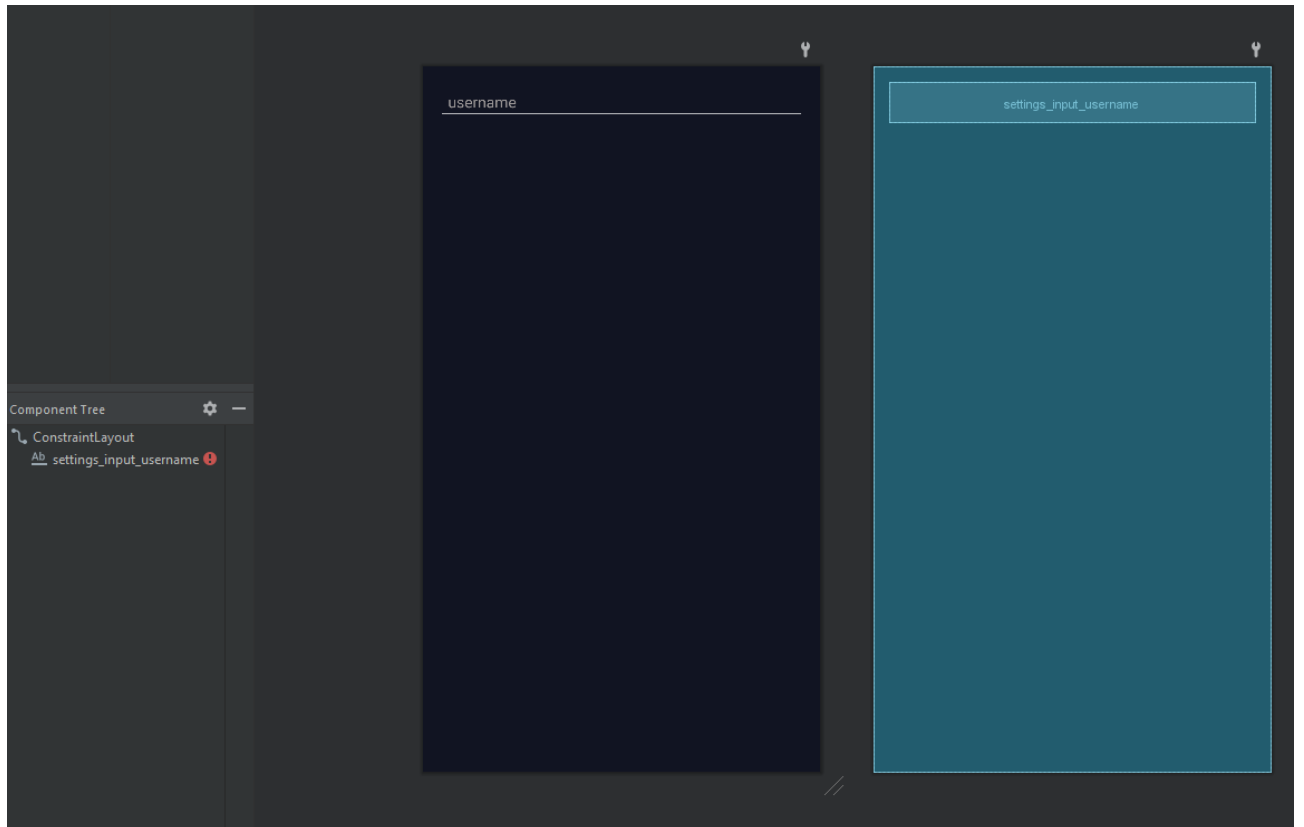 username
settings_input_username
Component Tree
ConstraintLayout
Ab settings_input_username